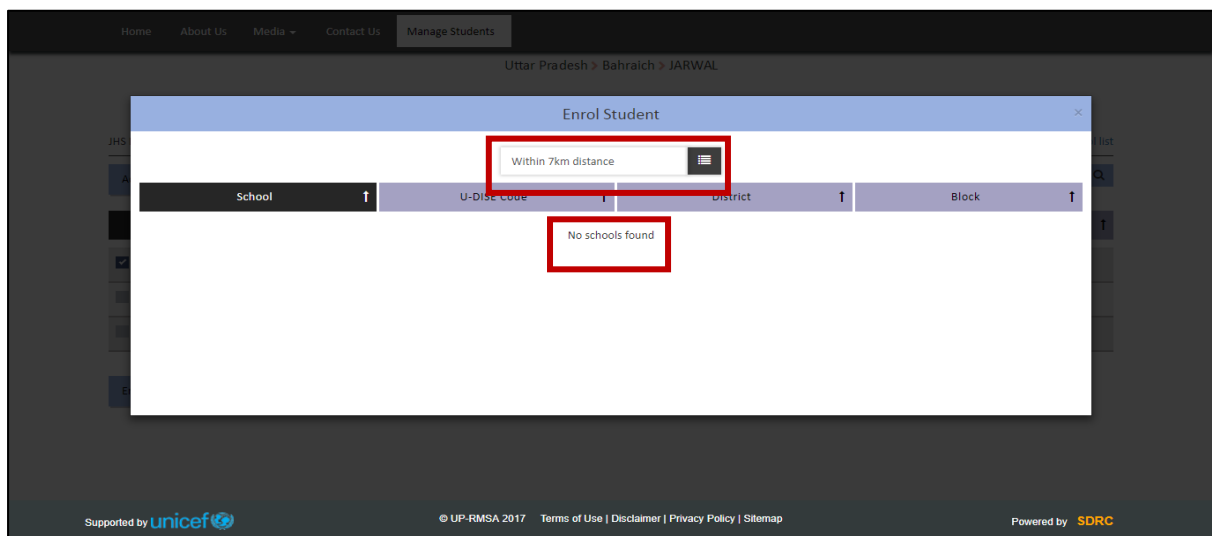 Home About Us Media Contact Us Manage Students
Uttar Pradesh > Bahraich > JARWAL
Enrol Student
×
JHS
l list
Within 7km distance
School U-DISE Code District Block
No schools found
Supported by unicef © UP-RMSA 2017 Terms of Use | Disclaimer | Privacy Policy | Sitemap Powered by SDRC